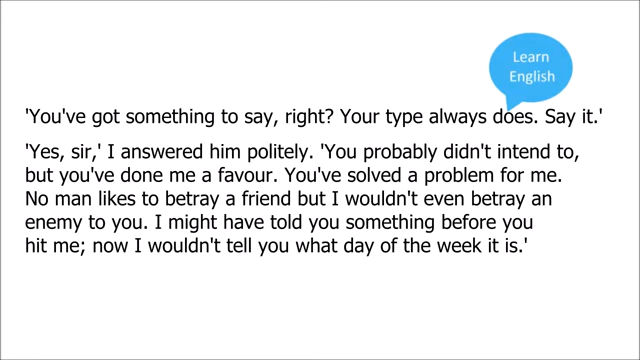 Learn
English
'You've got something to say, right? Your type always does. Say it.'
'Yes, sir,' I answered him politely. 'You probably didn't intend to,
but you've done me a favour. You've solved a problem for me.
No man likes to betray a friend but I wouldn't even betray an
enemy to you. I might have told you something before you
hit me; now I wouldn't tell you what day of the week it is.'